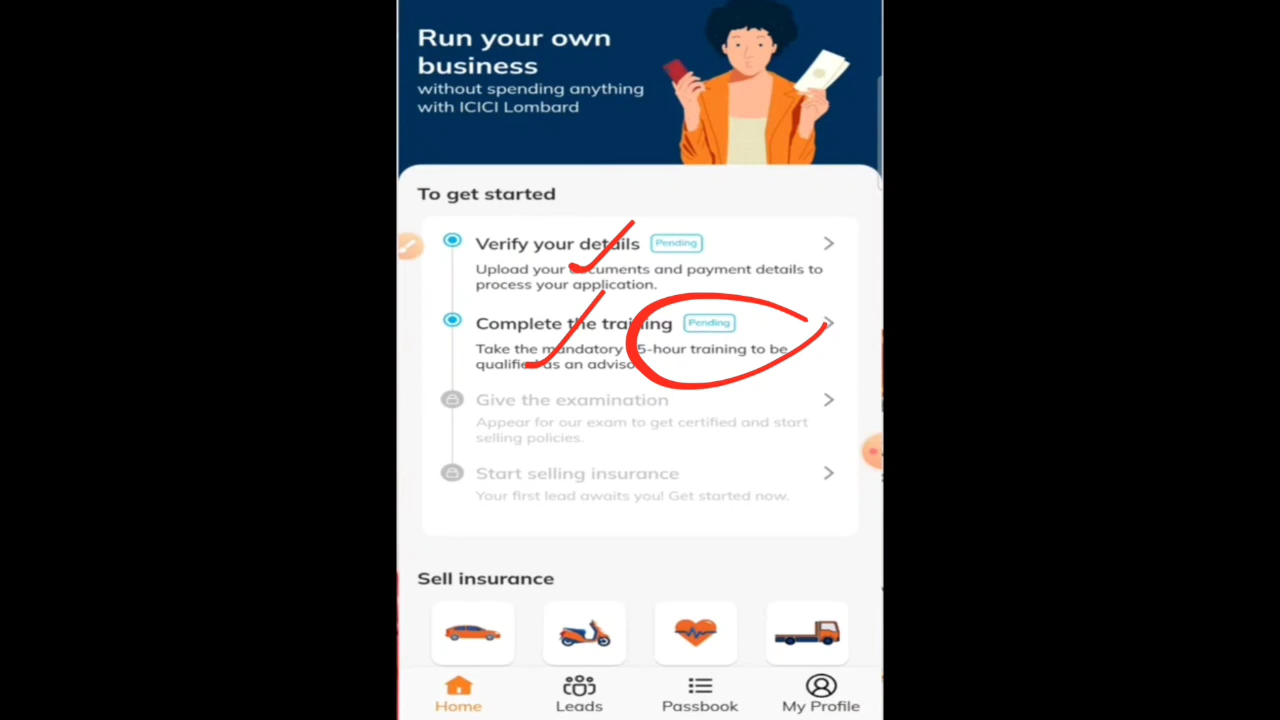 Run your own
business
without spending anything
with ICICI Lombard
To get started
Verify your details Pending
Upload your documents and payment details to
process your application.
Complete the training Pending
Take the mandatory 5-hour training to be
qualified as an advisor
Give the examination
Appear for our exam to get certified and start
selling policies.
Start selling insurance
Your first lead awaits you! Get started now.
Sell insurance
Home Leads Passbook My Profile